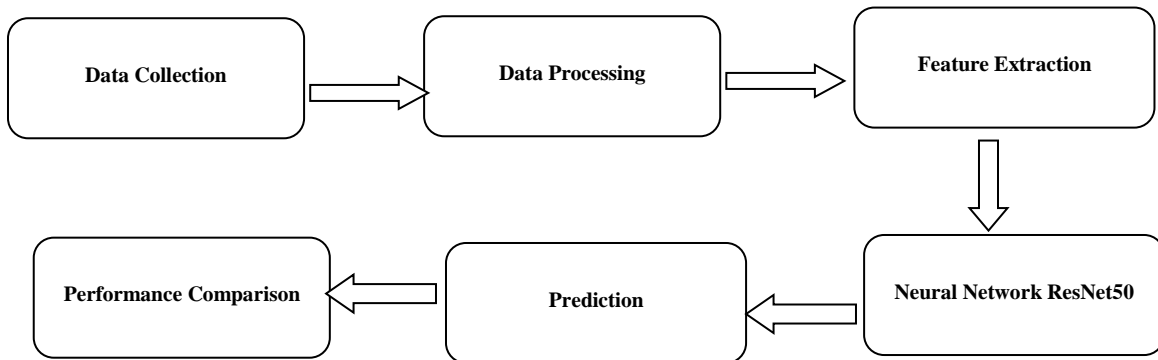 Data Collection
Data Processing
Feature Extraction
Neural Network ResNet50
Prediction
Performance Comparison